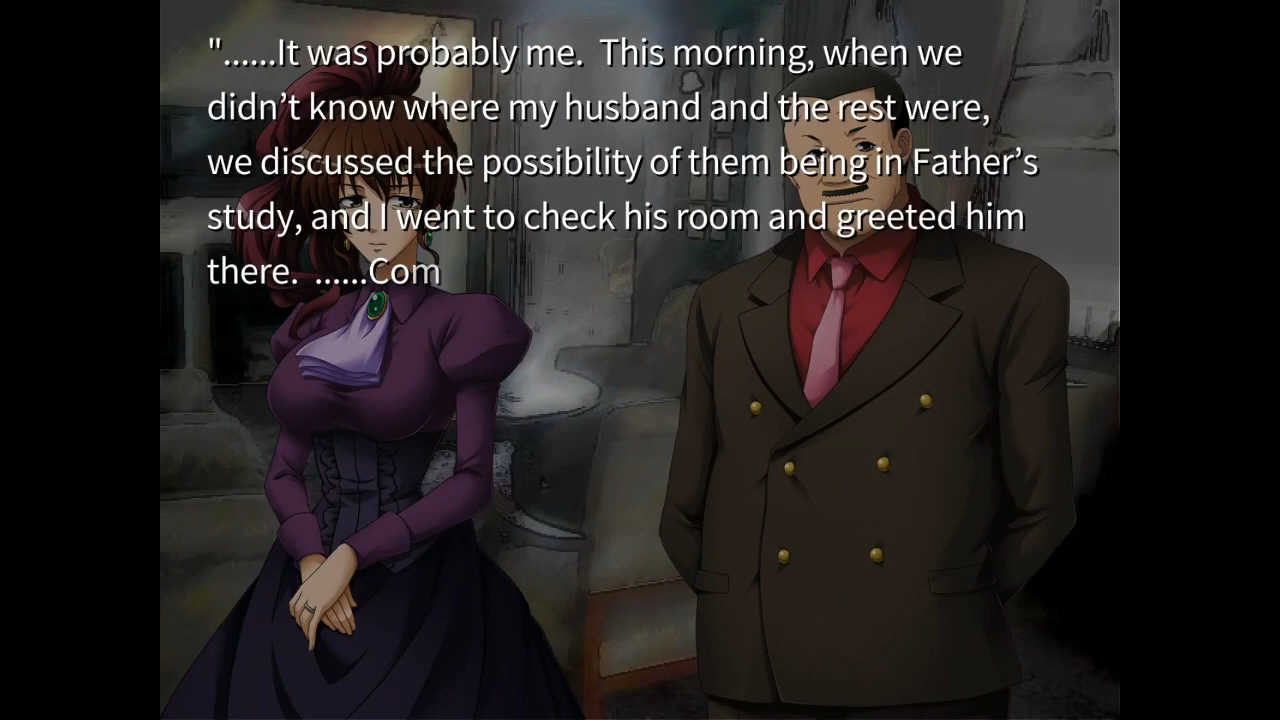 "......It was probably me.  This morning, when we
didn’t know where my husband and the rest were,
we discussed the possibility of them being in Father’s
study, and I went to check his room and greeted him
there.  ......Com